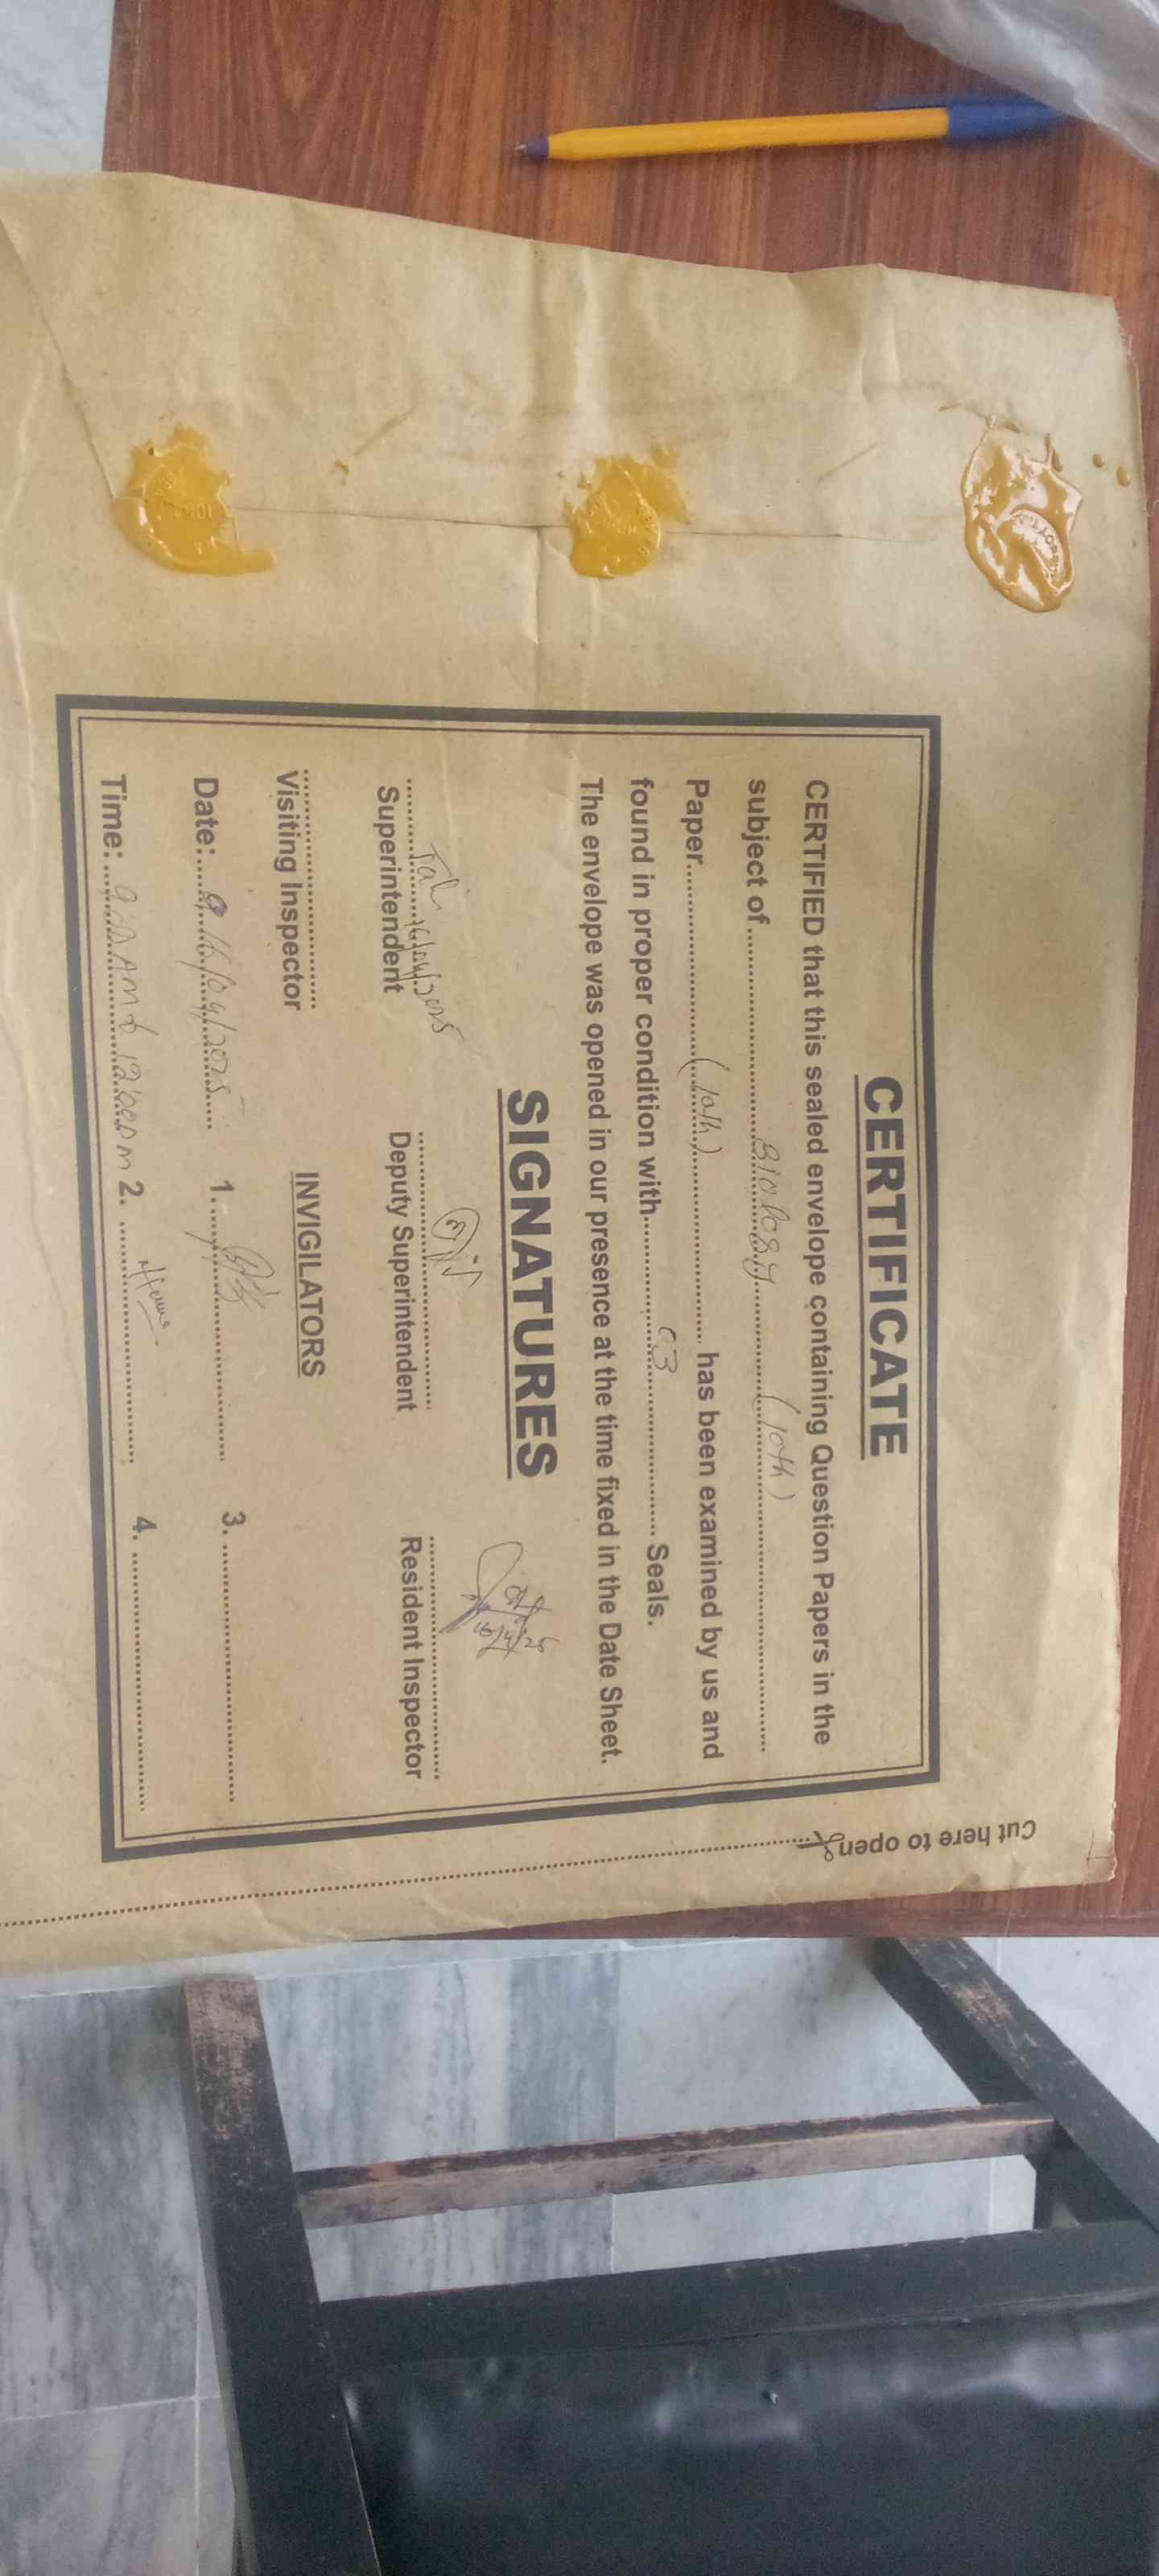 CERTIFICATE
CERTIFIED that this sealed envelope containing Question Papers in the
subject of Biology (10th)
Paper (10th) has been examined by us and
found in proper condition with 03 Seals.
The envelope was opened in our presence at the time fixed in the Date Sheet.
SIGNATURES
16/04/2025
16/4/25
Superintendent Deputy Superintendent Resident Inspector
Visiting Inspector
INVIGILATORS
Date: 16/04/2025 1. 3.
Time: 9:00 AM to 12:00 PM 2. 4.
Cut here to open